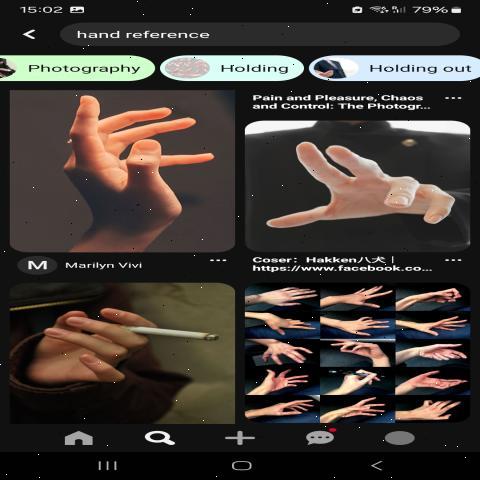 15:02
79%
hand reference
Photography
Holding
Holding out
Pain and Pleasure, Chaos
and Control: The Photogr...
M Marilyn Vivi
Coser: Hakken八犬 |
https://www.facebook.co...